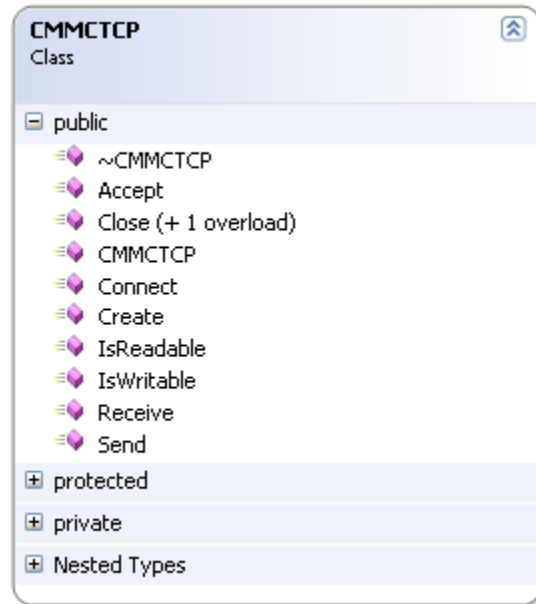 CMMCTCP
Class
public
~CMMCTCP
Accept
Close (+ 1 overload)
CMMCTCP
Connect
Create
IsReadable
IsWritable
Receive
Send
protected
private
Nested Types